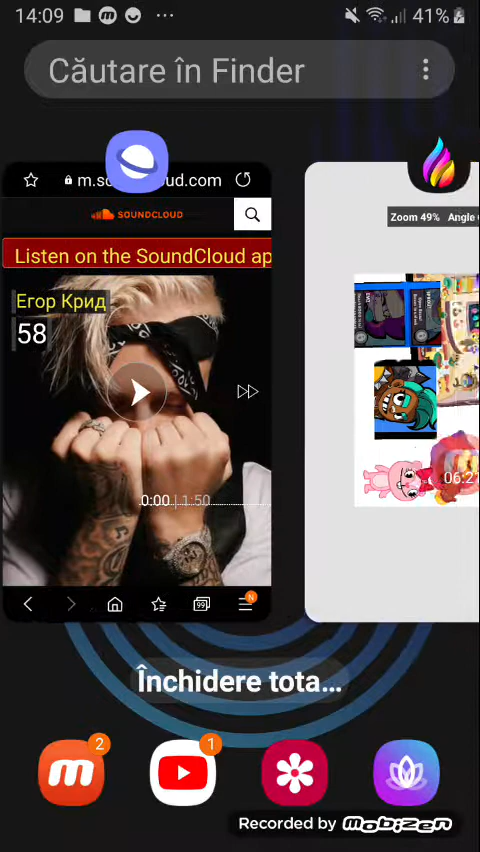 14:09
41%
Căutare în Finder
m.so
ud.com
SOUNDCLOUD
Listen on the SoundCloud ap
Егор Крид
58
0:00 | 1:50
99
N
Zoom 49% Angle
06:2
Închidere tota...
2
1
Recorded by mobizen